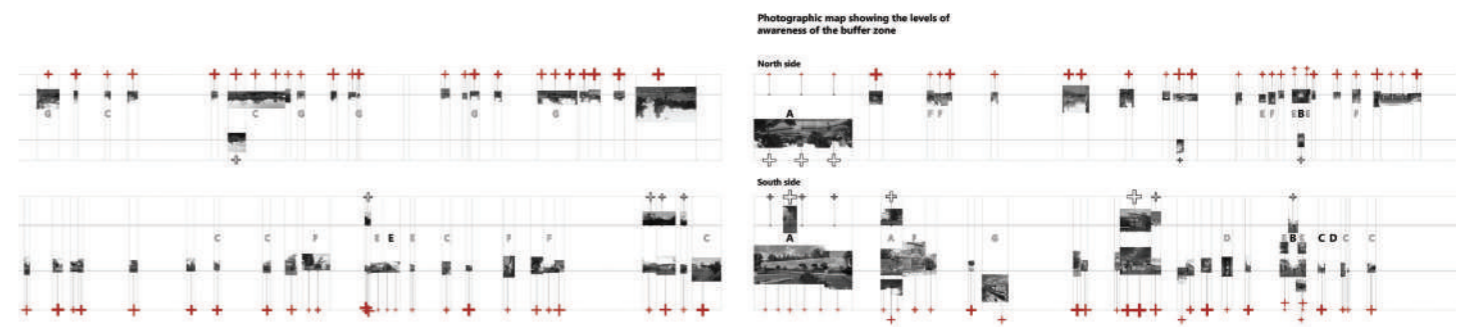 Photographic map showing the levels of
awareness of the buffer zone
North side
G C C G G G G A F F E F E B E F
South side
C C F E E E C F F C A A F G D E B E C D C C